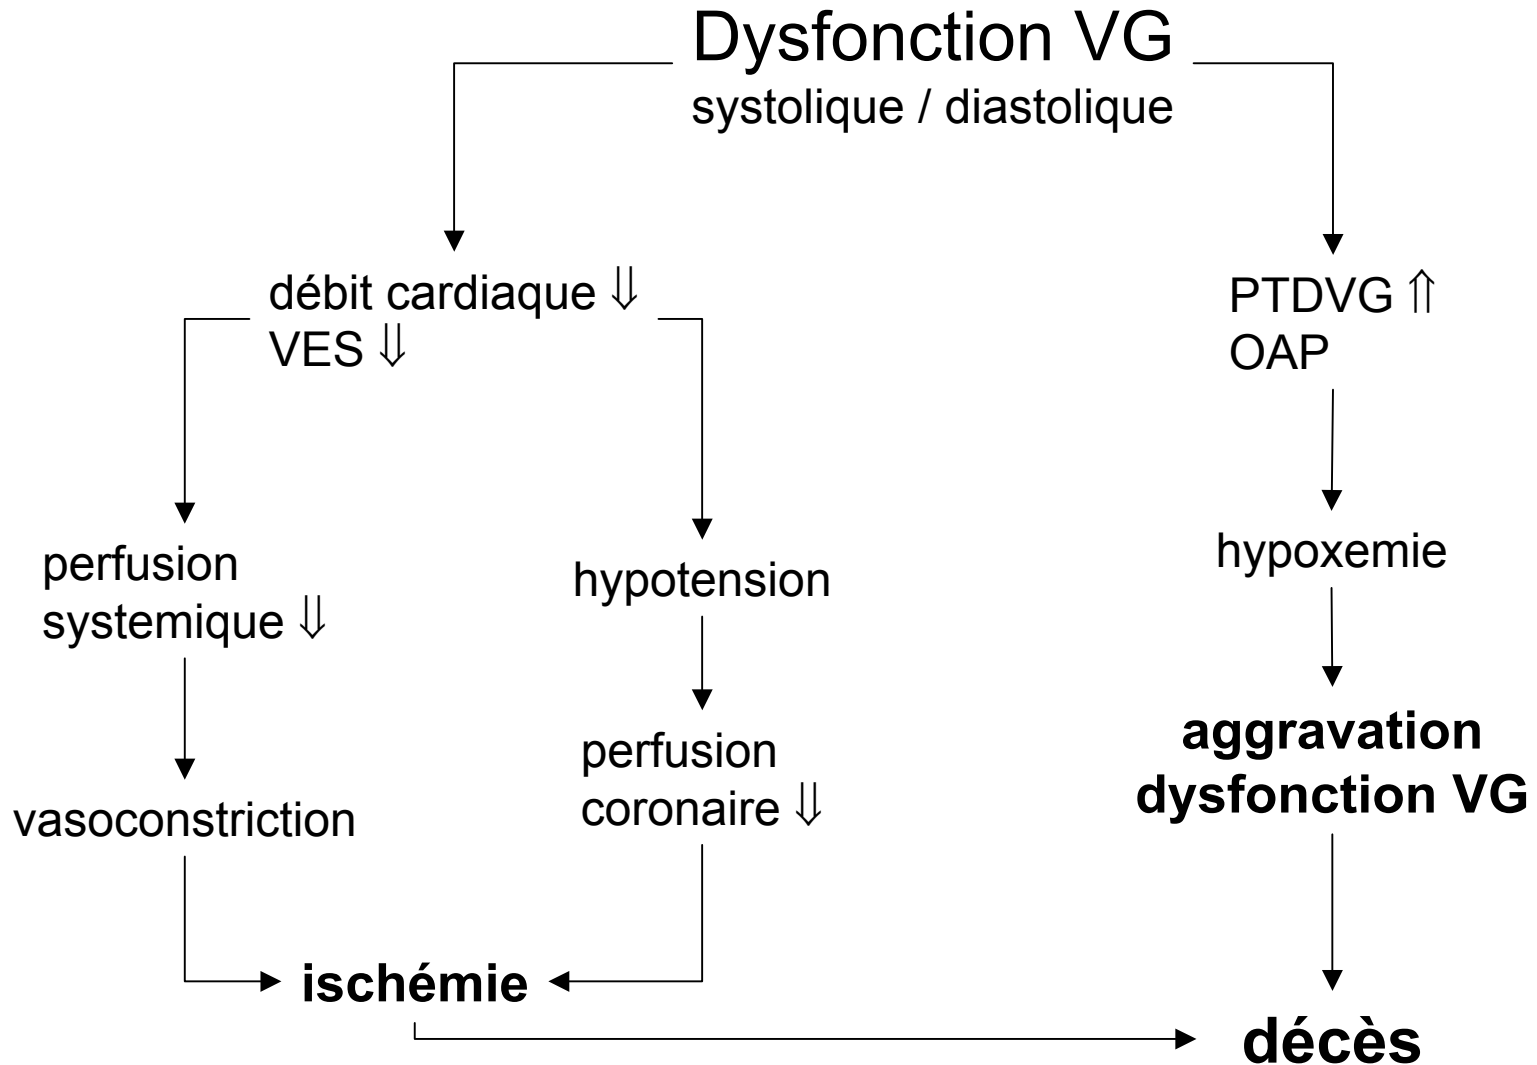 Dysfonction VG
systolique / diastolique
débit cardiaque ⇓
VES ⇓
PTDVG ⇑
OAP
perfusion
systemique ⇓
hypotension
hypoxemie
vasoconstriction
perfusion
coronaire ⇓
aggravation
dysfonction VG
ischémie
décès